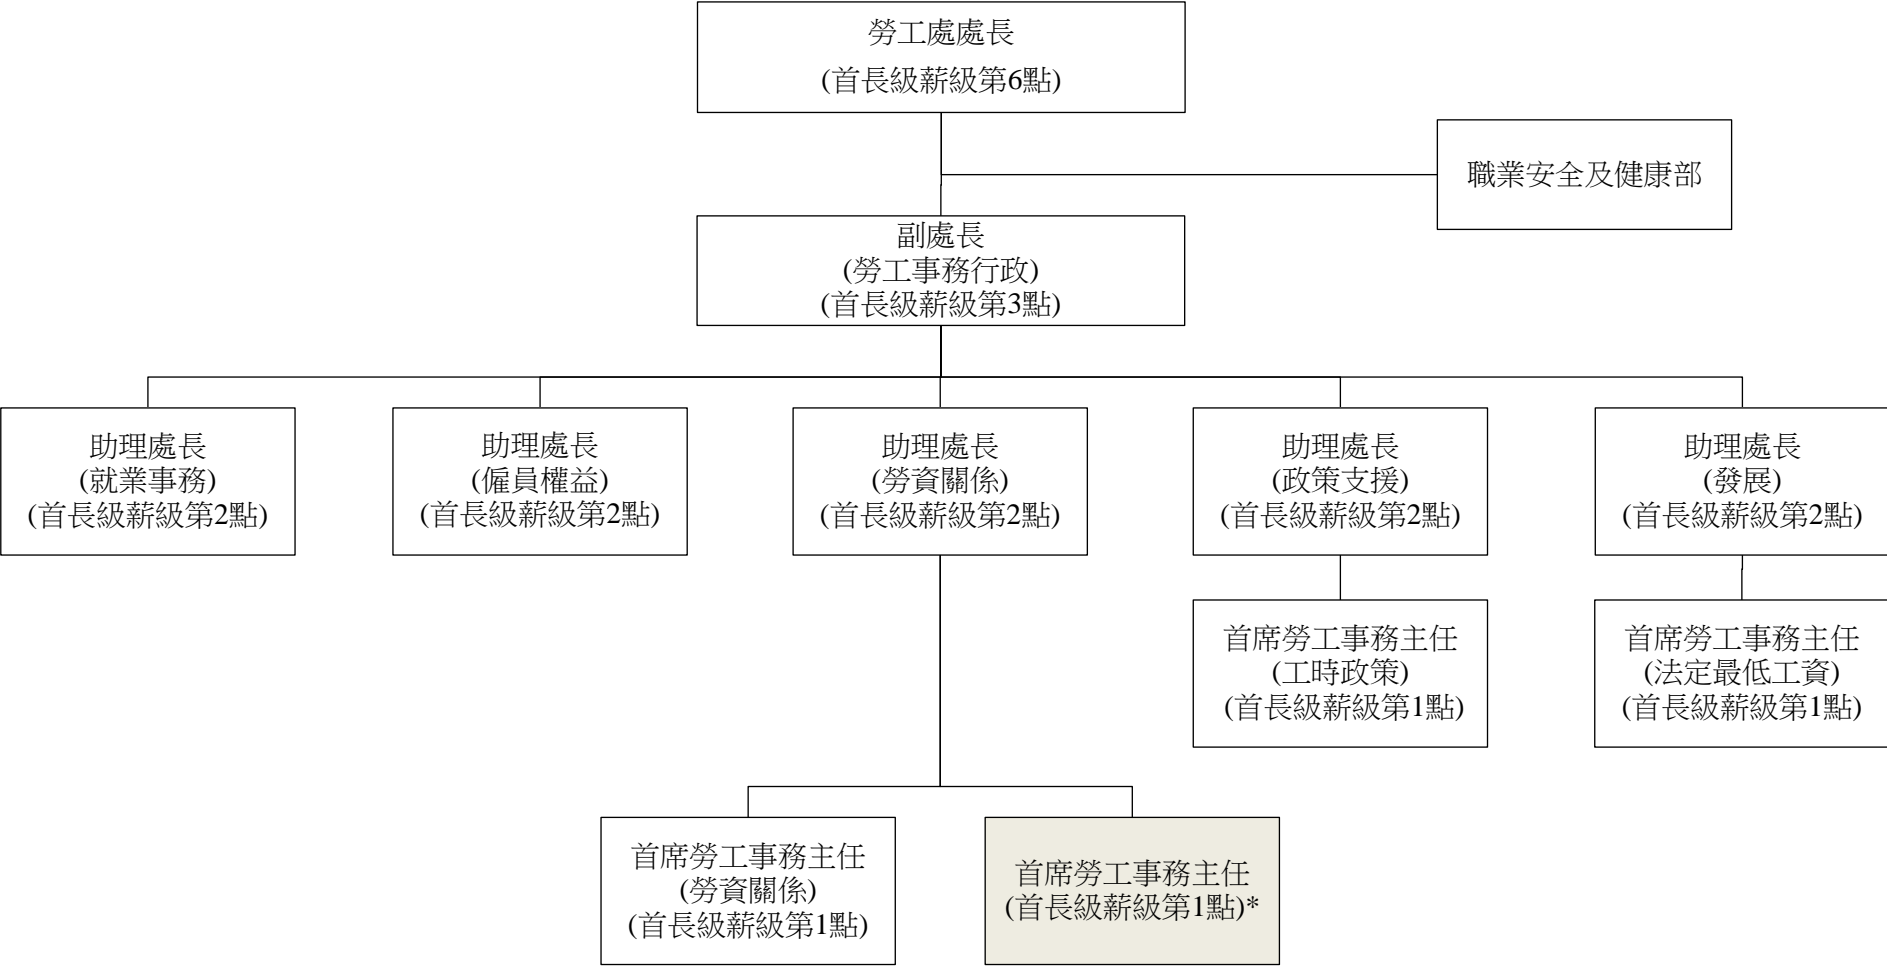 勞工處處長
(首長級薪級第6點)
職業安全及健康部
副處長
(勞工事務行政)
(首長級薪級第3點)
助理處長
(就業事務)
(首長級薪級第2點)
助理處長
(僱員權益)
(首長級薪級第2點)
助理處長
(勞資關係)
(首長級薪級第2點)
助理處長
(政策支援)
(首長級薪級第2點)
助理處長
(發展)
(首長級薪級第2點)
首席勞工事務主任
(工時政策)
(首長級薪級第1點)
首席勞工事務主任
(法定最低工資)
(首長級薪級第1點)
首席勞工事務主任
(勞資關係)
(首長級薪級第1點)
首席勞工事務主任
(首長級薪級第1點)*